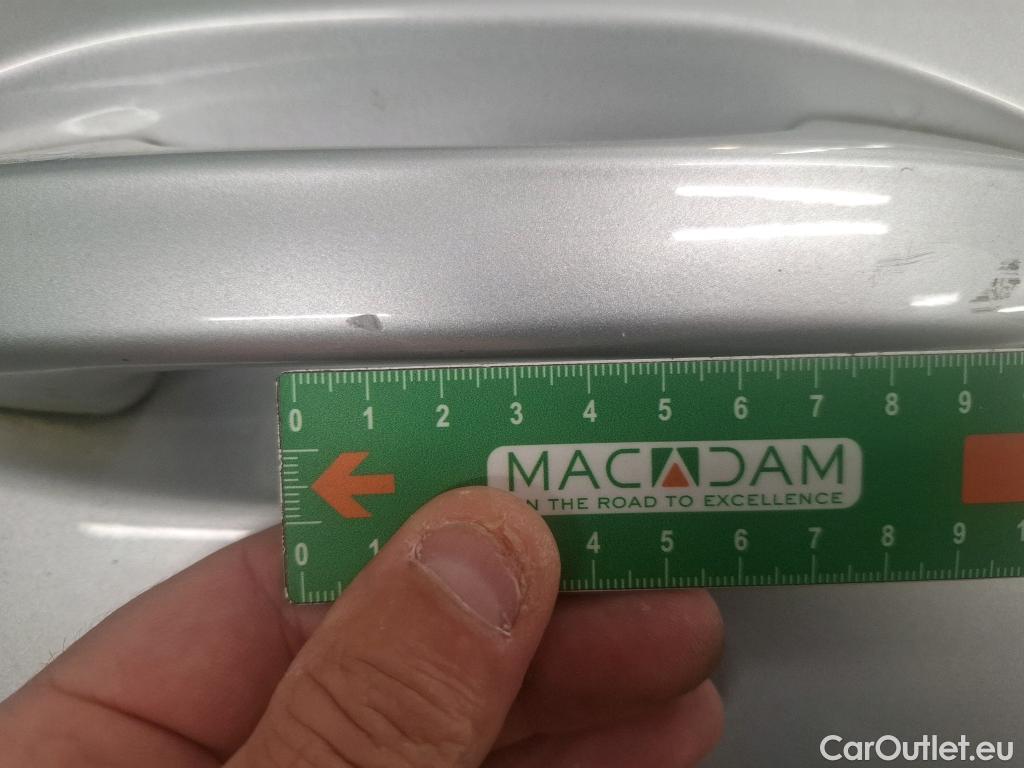 0 1 2 3 4 5 6 7 8 9
MACADAM
N THE ROAD TO EXCELLENCE
0 1 4 5 6 7 8 9 1
CarOutlet.eu